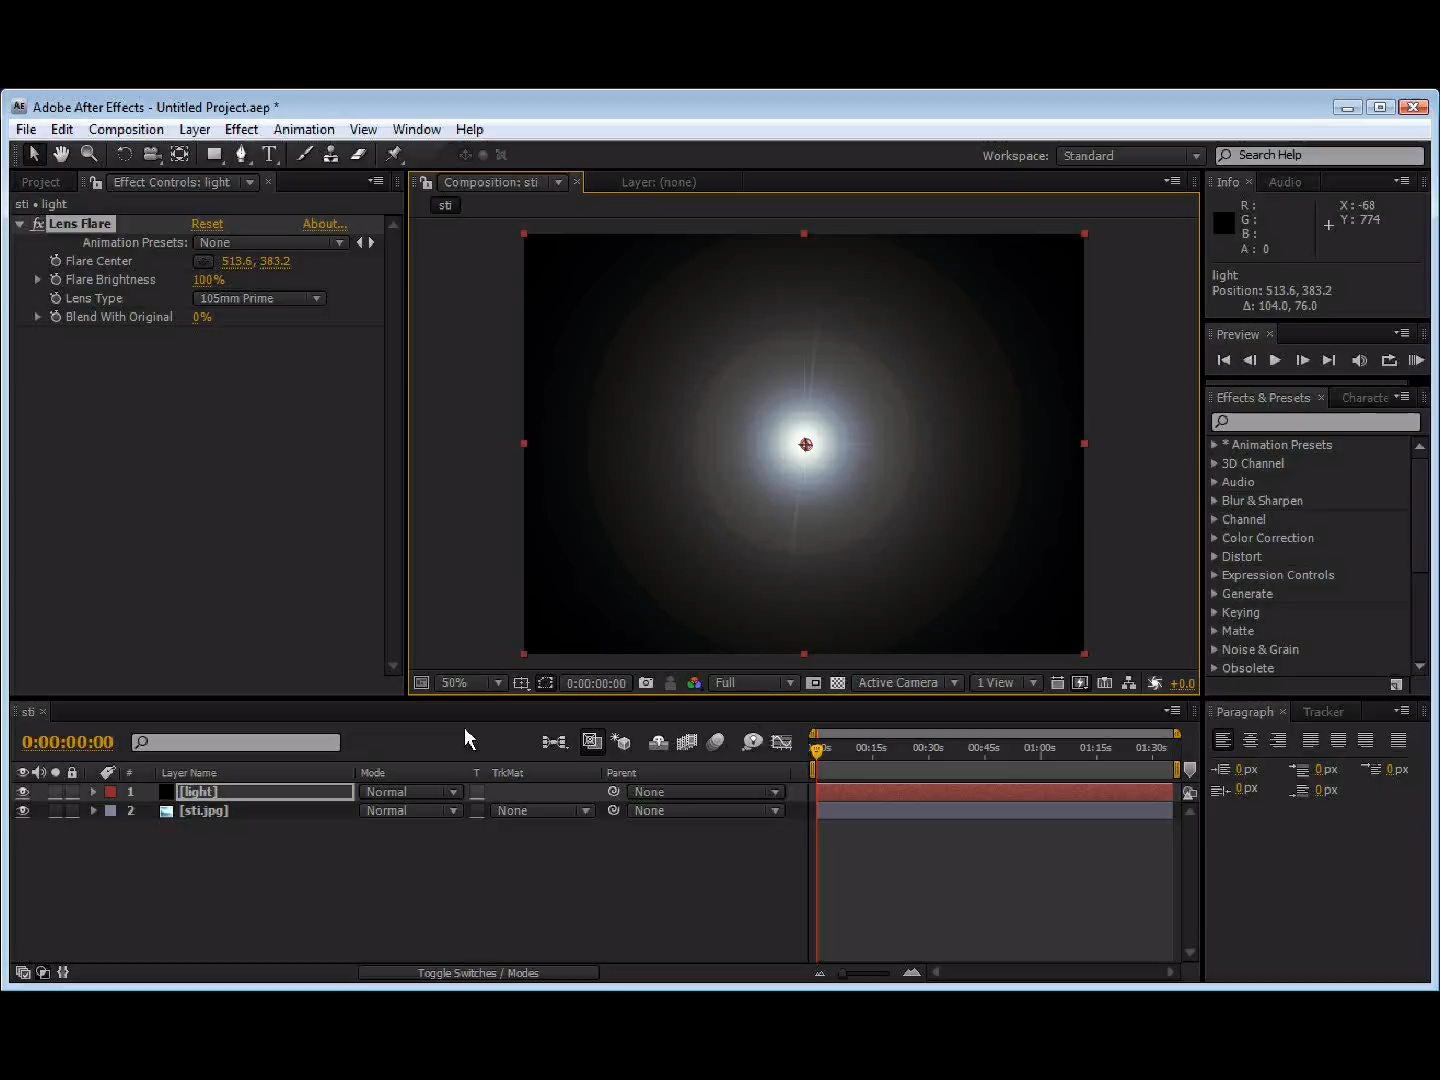 AE Adobe After Effects - Untitled Project.aep *
File Edit Composition Layer Effect Animation View Window Help
Workspace: Standard Search Help
Project Effect Controls: light
Composition: sti Layer: (none)
Info Audio
sti • light
sti
R: X: -68
G: Y: 774
B:
A: 0
fx Lens Flare Reset About...
Animation Presets: None
Flare Center 513.6, 383.2
Flare Brightness 100%
Lens Type 105mm Prime
Blend With Original 0%
light
Position: 513.6, 383.2
Δ: 104.0, 76.0
Preview
Effects & Presets Characte
* Animation Presets
3D Channel
Audio
Blur & Sharpen
Channel
Color Correction
Distort
Expression Controls
Generate
Keying
Matte
Noise & Grain
Obsolete
50% 0:00:00:00 Full Active Camera 1 View +0.0
sti
0:00:00:00
00:15s 00:30s 00:45s 01:00s 01:15s 01:30s
# Layer Name Mode T TrkMat Parent
1 [light] Normal None
2 [sti.jpg] Normal None None
Toggle Switches / Modes
Paragraph Tracker
0 px 0 px 0 px
0 px 0 px